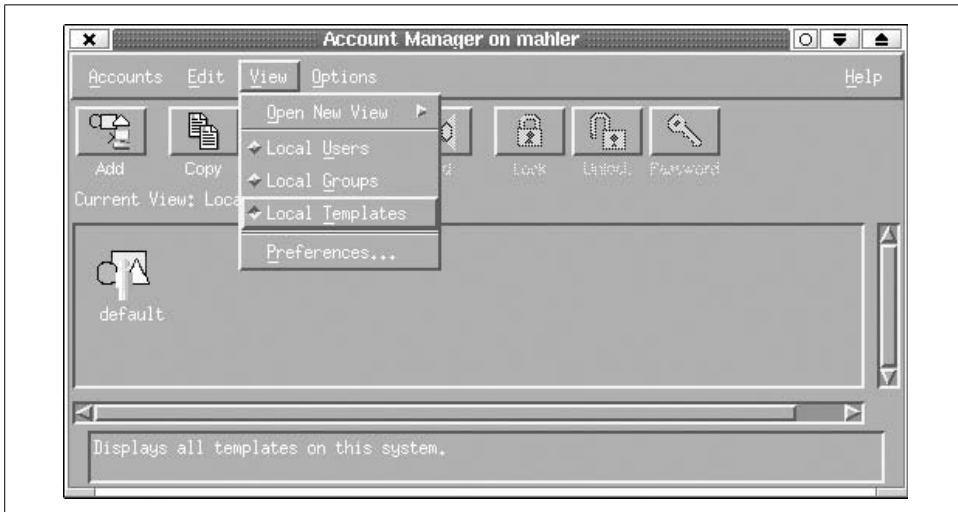 Account Manager on mahler
Accounts Edit View Options Help
Open New View
Local Users
Local Groups
Local Templates
Preferences...
Add Copy Lock Unlock Password
Current View: Loca
default
Displays all templates on this system.